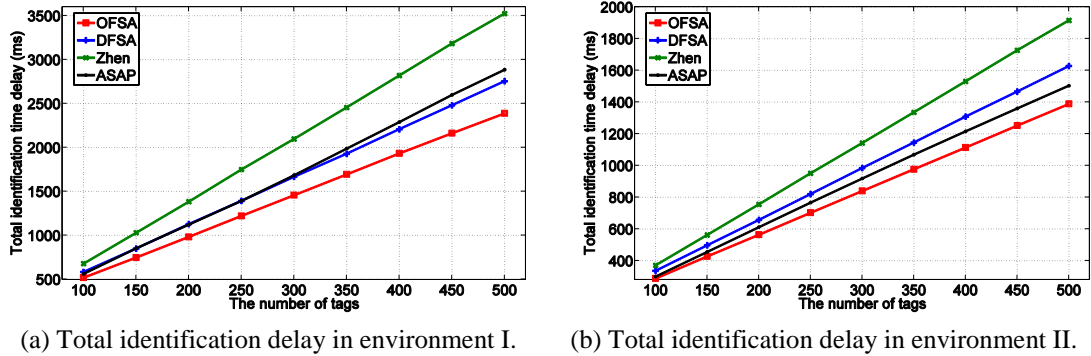 3500
3000
2500
2000
1500
1000
500
Total identification time delay (ms)
OFSA
DFSA
Zhen
ASAP
100 150 200 250 300 350 400 450 500
The number of tags
(a) Total identification delay in environment I.
2000
1800
1600
1400
1200
1000
800
600
400
Total identification time delay (ms)
OFSA
DFSA
Zhen
ASAP
100 150 200 250 300 350 400 450 500
The number of tags
(b) Total identification delay in environment II.